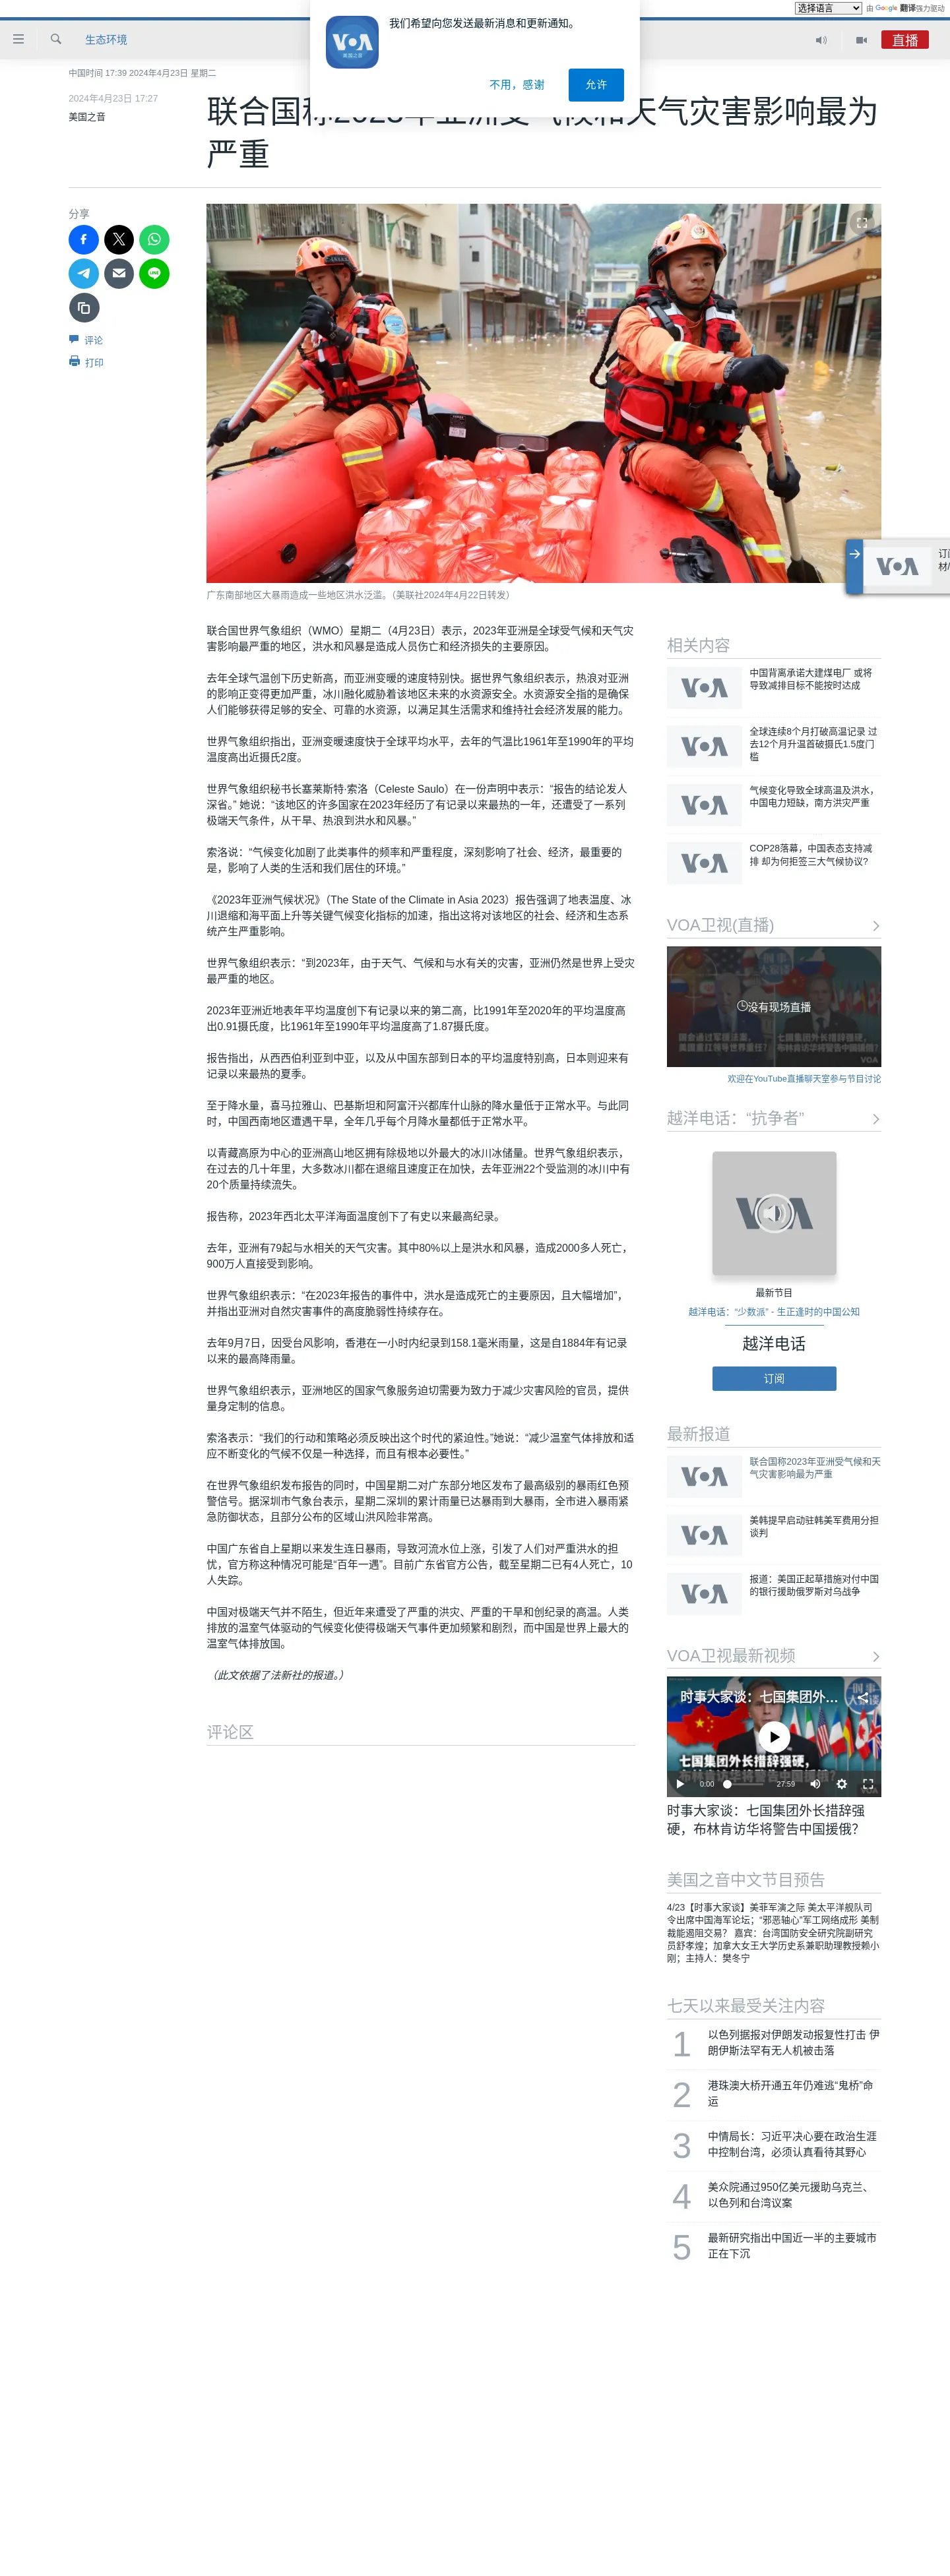 选择语言
由 Google 翻译强力驱动
生态环境
直播
我们希望向您发送最新消息和更新通知。
VOA
美国之音
不用，感谢
允许
中国时间 17:39 2024年4月23日 星期二
2024年4月23日 17:27
美国之音
联合国称2023年亚洲受气候和天气灾害影响最为
严重
分享
评论
打印
广东南部地区大暴雨造成一些地区洪水泛滥。（美联社2024年4月22日转发）
VOA
联合国世界气象组织（WMO）星期二（4月23日）表示，2023年亚洲是全球受气候和天气灾
害影响最严重的地区，洪水和风暴是造成人员伤亡和经济损失的主要原因。
去年全球气温创下历史新高，而亚洲变暖的速度特别快。据世界气象组织表示，热浪对亚洲
的影响正变得更加严重，冰川融化威胁着该地区未来的水资源安全。水资源安全指的是确保
人们能够获得足够的安全、可靠的水资源，以满足其生活需求和维持社会经济发展的能力。
世界气象组织指出，亚洲变暖速度快于全球平均水平，去年的气温比1961年至1990年的平均
温度高出近摄氏2度。
世界气象组织秘书长塞莱斯特·索洛（Celeste Saulo）在一份声明中表示：“报告的结论发人
深省。” 她说：“该地区的许多国家在2023年经历了有记录以来最热的一年，还遭受了一系列
极端天气条件，从干旱、热浪到洪水和风暴。”
索洛说：“气候变化加剧了此类事件的频率和严重程度，深刻影响了社会、经济，最重要的
是，影响了人类的生活和我们居住的环境。”
《2023年亚洲气候状况》（The State of the Climate in Asia 2023）报告强调了地表温度、冰
川退缩和海平面上升等关键气候变化指标的加速，指出这将对该地区的社会、经济和生态系
统产生严重影响。
世界气象组织表示：“到2023年，由于天气、气候和与水有关的灾害，亚洲仍然是世界上受灾
最严重的地区。
2023年亚洲近地表年平均温度创下有记录以来的第二高，比1991年至2020年的平均温度高
出0.91摄氏度，比1961年至1990年平均温度高了1.87摄氏度。
报告指出，从西西伯利亚到中亚，以及从中国东部到日本的平均温度特别高，日本则迎来有
记录以来最热的夏季。
至于降水量，喜马拉雅山、巴基斯坦和阿富汗兴都库什山脉的降水量低于正常水平。与此同
时，中国西南地区遭遇干旱，全年几乎每个月降水量都低于正常水平。
以青藏高原为中心的亚洲高山地区拥有除极地以外最大的冰川冰储量。世界气象组织表示，
在过去的几十年里，大多数冰川都在退缩且速度正在加快，去年亚洲22个受监测的冰川中有
20个质量持续流失。
报告称，2023年西北太平洋海面温度创下了有史以来最高纪录。
去年，亚洲有79起与水相关的天气灾害。其中80%以上是洪水和风暴，造成2000多人死亡，
900万人直接受到影响。
世界气象组织表示：“在2023年报告的事件中，洪水是造成死亡的主要原因，且大幅增加”，
并指出亚洲对自然灾害事件的高度脆弱性持续存在。
去年9月7日，因受台风影响，香港在一小时内纪录到158.1毫米雨量，这是自1884年有记录
以来的最高降雨量。
世界气象组织表示，亚洲地区的国家气象服务迫切需要为致力于减少灾害风险的官员，提供
量身定制的信息。
索洛表示：“我们的行动和策略必须反映出这个时代的紧迫性。”她说：“减少温室气体排放和适
应不断变化的气候不仅是一种选择，而且有根本必要性。”
在世界气象组织发布报告的同时，中国星期二对广东部分地区发布了最高级别的暴雨红色预
警信号。据深圳市气象台表示，星期二深圳的累计雨量已达暴雨到大暴雨，全市进入暴雨紧
急防御状态，且部分公布的区域山洪风险非常高。
中国广东省自上星期以来发生连日暴雨，导致河流水位上涨，引发了人们对严重洪水的担
忧，官方称这种情况可能是“百年一遇”。目前广东省官方公告，截至星期二已有4人死亡，10
人失踪。
中国对极端天气并不陌生，但近年来遭受了严重的洪灾、严重的干旱和创纪录的高温。人类
排放的温室气体驱动的气候变化使得极端天气事件更加频繁和剧烈，而中国是世界上最大的
温室气体排放国。
（此文依据了法新社的报道。）
评论区
相关内容
VOA
中国背离承诺大建煤电厂 或将
导致减排目标不能按时达成
VOA
全球连续8个月打破高温记录 过
去12个月升温首破摄氏1.5度门
槛
VOA
气候变化导致全球高温及洪水，
中国电力短缺，南方洪灾严重
VOA
COP28落幕，中国表态支持减
排 却为何拒签三大气候协议?
VOA卫视(直播)
没有现场直播
VOA
欢迎在YouTube直播聊天室参与节目讨论
越洋电话：“抗争者”
VOA
最新节目
越洋电话：“少数派” - 生正逢时的中国公知
越洋电话
订阅
最新报道
VOA
联合国称2023年亚洲受气候和天
气灾害影响最为严重
VOA
美韩提早启动驻韩美军费用分担
谈判
VOA
报道：美国正起草措施对付中国
的银行援助俄罗斯对乌战争
VOA卫视最新视频
时事大家谈：七国集团外…
七国集团外长措辞强硬，
0:00
27:59
时事大家谈：七国集团外长措辞强
硬，布林肯访华将警告中国援俄？
美国之音中文节目预告
4/23【时事大家谈】美菲军演之际 美太平洋舰队司
令出席中国海军论坛；“邪恶轴心”军工网络成形 美制
裁能遏阻交易？ 嘉宾：台湾国防安全研究院副研究
员舒孝煌；加拿大女王大学历史系兼职助理教授赖小
刚；主持人：樊冬宁
七天以来最受关注内容
1
以色列据报对伊朗发动报复性打击 伊
朗伊斯法罕有无人机被击落
2
港珠澳大桥开通五年仍难逃“鬼桥”命
运
3
中情局长：习近平决心要在政治生涯
中控制台湾，必须认真看待其野心
4
美众院通过950亿美元援助乌克兰、
以色列和台湾议案
5
最新研究指出中国近一半的主要城市
正在下沉